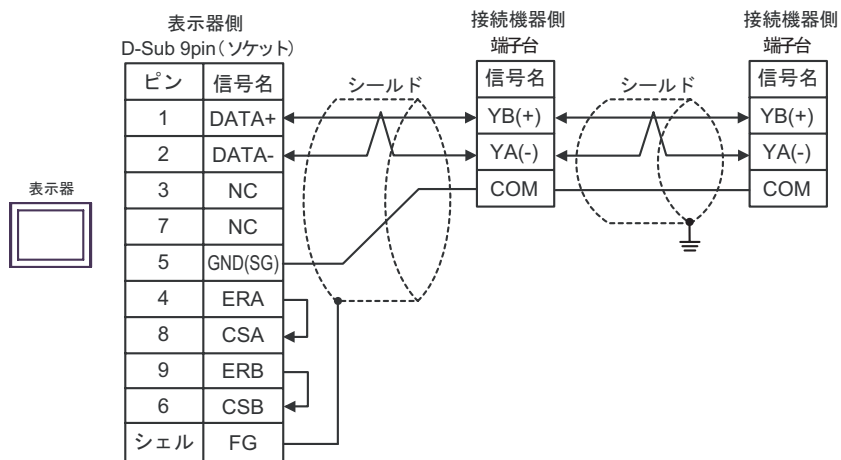 表示器側
D-Sub 9pin(ソケット)
ピン 信号名
1 DATA+
2 DATA-
3 NC
7 NC
5 GND(SG)
4 ERA
8 CSA
9 ERB
6 CSB
シェル FG
表示器
シールド
接続機器側
端子台
信号名
YB(+)
YA(-)
COM
シールド
接続機器側
端子台
信号名
YB(+)
YA(-)
COM